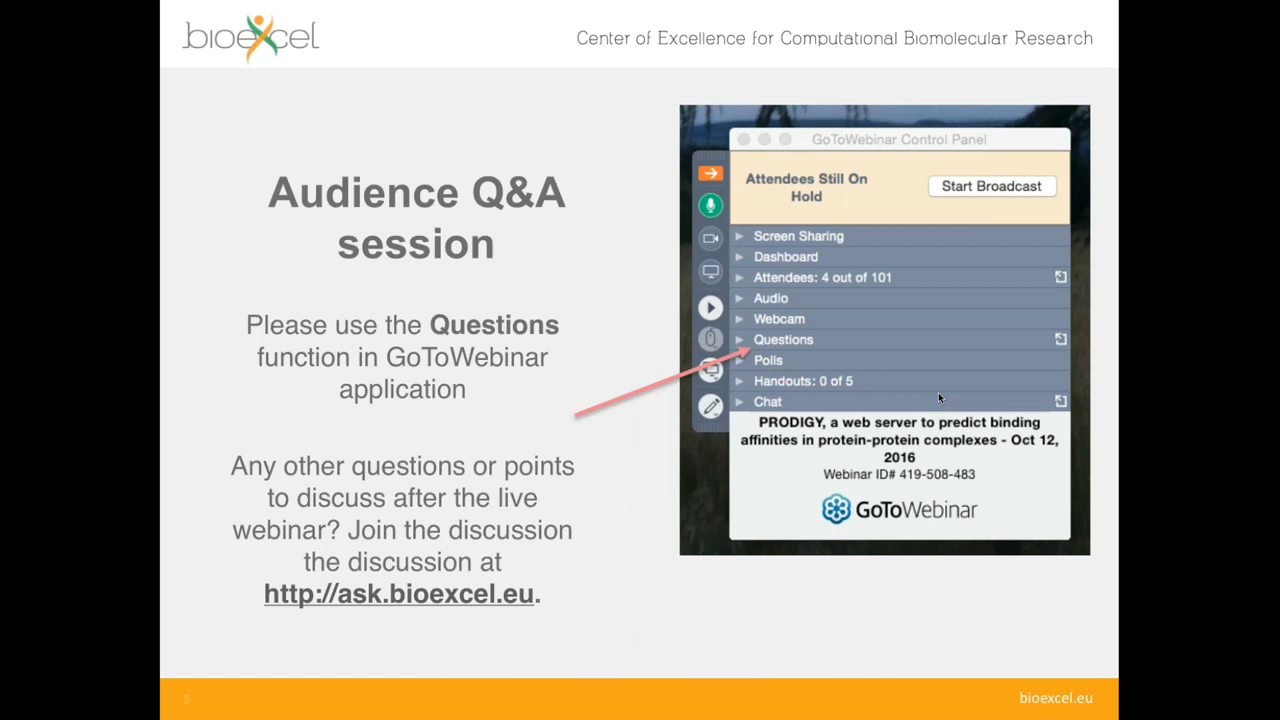 bioexcel
Center of Excellence for Computational Biomolecular Research
Audience Q&A
session
Please use the Questions
function in GoToWebinar
application
Any other questions or points
to discuss after the live
webinar? Join the discussion
the discussion at
http://ask.bioexcel.eu.
GoToWebinar Control Panel
Attendees Still On
Hold
Start Broadcast
Screen Sharing
Dashboard
Attendees: 4 out of 101
Audio
Webcam
Questions
Polls
Handouts: 0 of 5
Chat
PRODIGY, a web server to predict binding
affinities in protein-protein complexes - Oct 12,
2016
Webinar ID# 419-508-483
GoToWebinar
5
bioexcel.eu